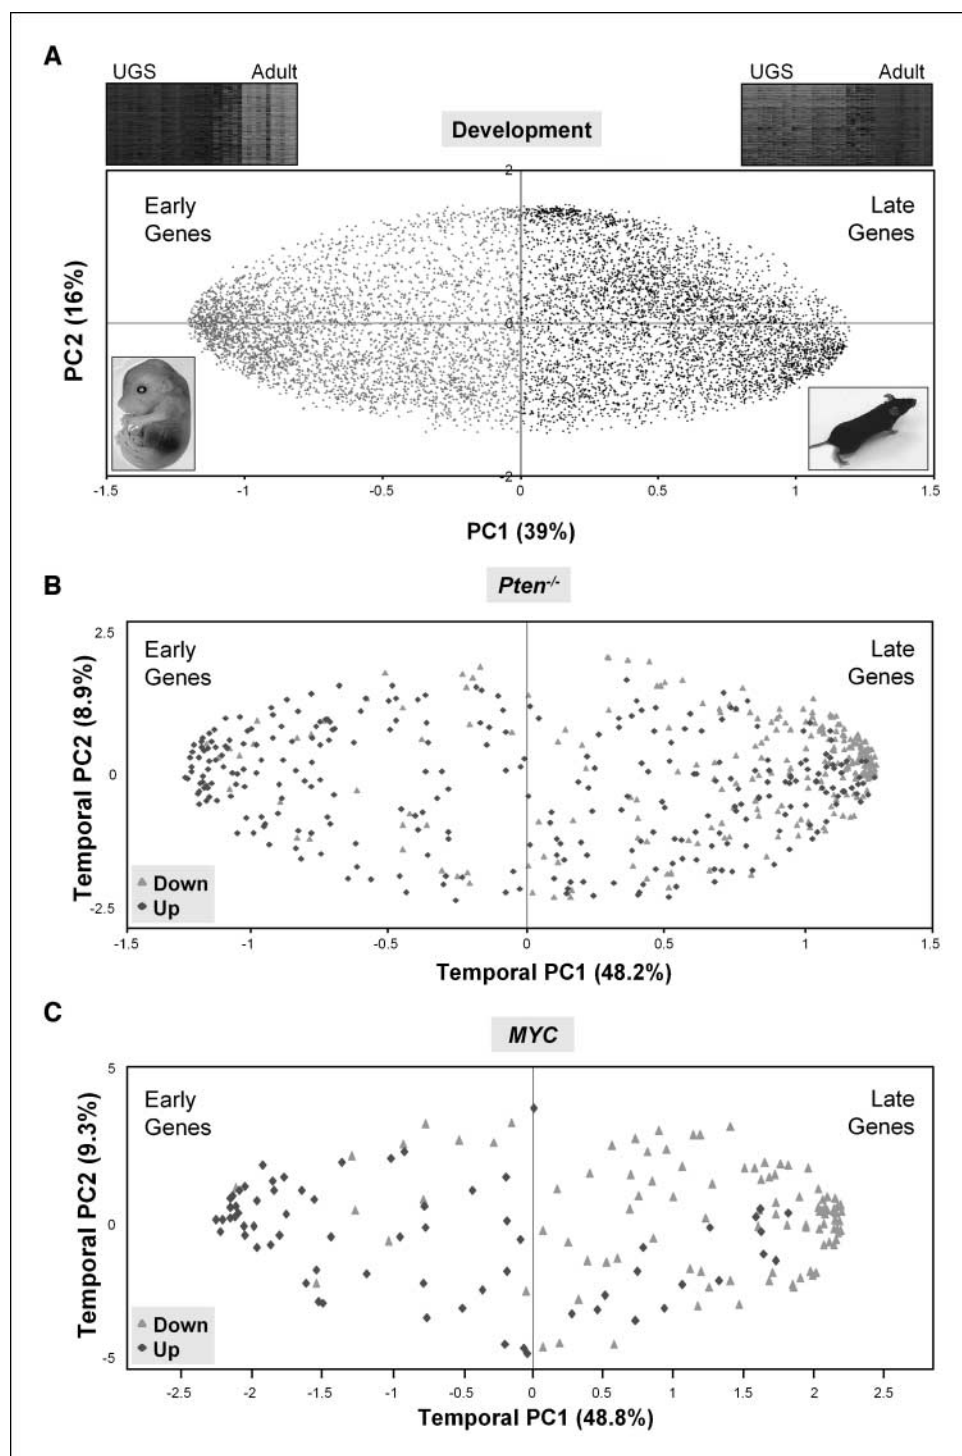 A
UGS Adult
UGS Adult
Development
2
Early
Genes
Late
Genes
PC2 (16%)
0
-2
-1.5 -1 -0.5 0 0.5 1 1.5
PC1 (39%)
B
Pten-/-
2.5
Early
Genes
Late
Genes
Temporal PC2 (8.9%)
0
Down
Up
-2.5
-1.5 -1 -0.5 0 0.5 1 1.5
Temporal PC1 (48.2%)
C
MYC
5
Early
Genes
Late
Genes
Temporal PC2 (9.3%)
0
Down
Up
-5
-2.5 -2 -1.5 -1 -0.5 0 0.5 1 1.5 2 2.5
Temporal PC1 (48.8%)